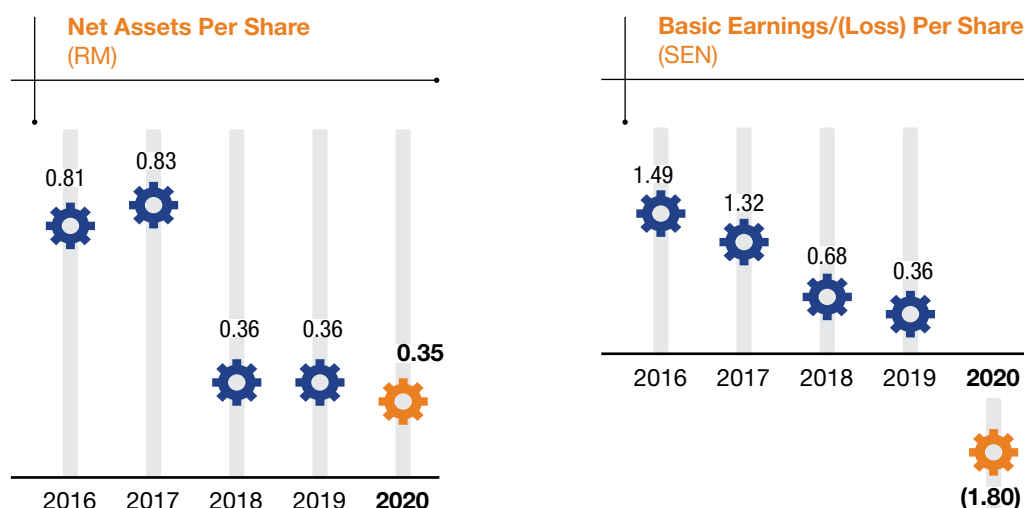 Net Assets Per Share
(RM)
0.81
0.83
0.36
0.36
0.35
2016 2017 2018 2019 2020
Basic Earnings/(Loss) Per Share
(SEN)
1.49
1.32
0.68
0.36
2016 2017 2018 2019 2020
(1.80)